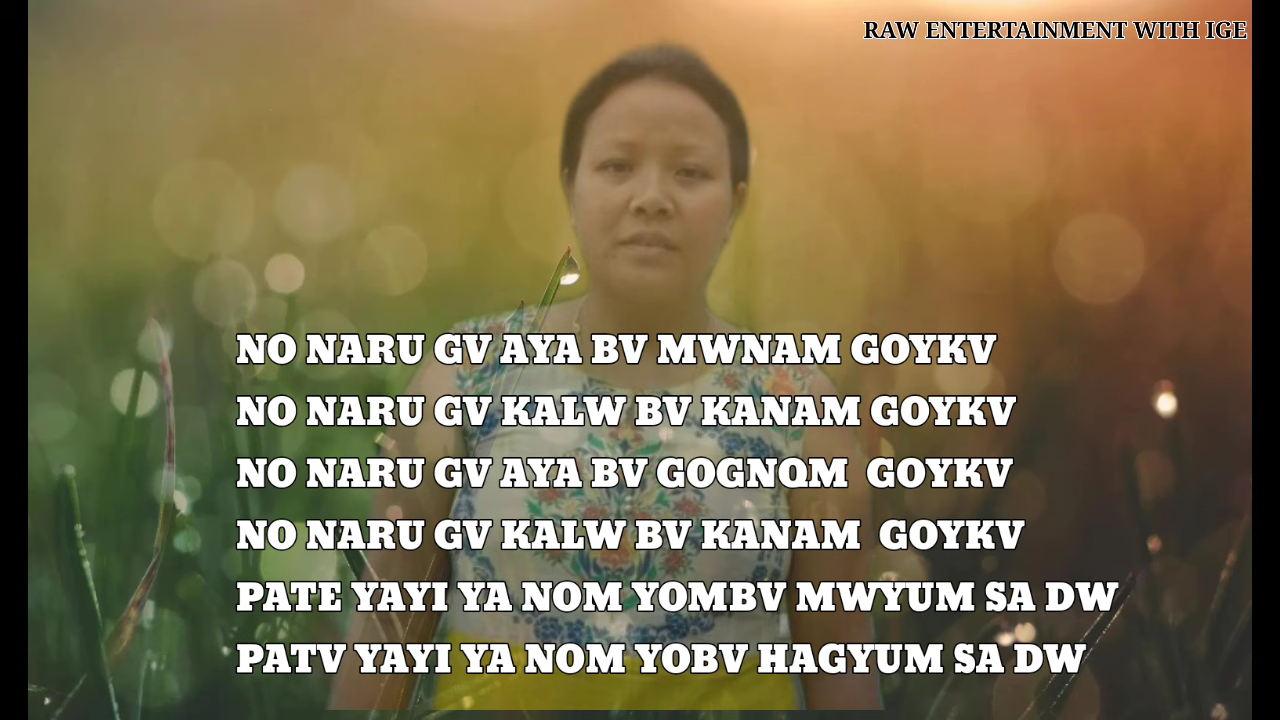 RAW ENTERTAINMENT WITH IGE
NO NARU GV AYA BV MWNAM GOYKV
NO NARU GV KALW BV KANAM GOYKV
NO NARU GV AYA BV GOGNQM GOYKV
NO NARU GV KALW BV KANAM GOYKV
PATE YAYI YA NOM YOMBV MWYUM SA DW
PATV YAYI YA NOM YOBV HAGYUM SA DW